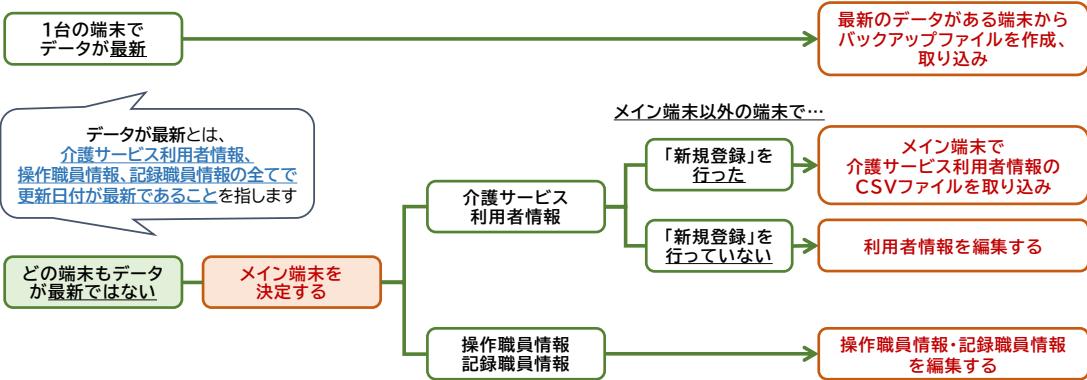 1台の端末で
データが最新
最新のデータがある端末から
バックアップファイルを作成、
取り込み
データが最新とは、
介護サービス利用者情報、
操作職員情報、記録職員情報の全てで
更新日付が最新であることを指します
メイン端末以外の端末で…
「新規登録」を
行った
メイン端末で
介護サービス利用者情報の
CSVファイルを取り込み
介護サービス
利用者情報
「新規登録」を
行っていない
利用者情報を編集する
どの端末もデータ
が最新ではない
メイン端末を
決定する
操作職員情報
記録職員情報
操作職員情報・記録職員情報
を編集する